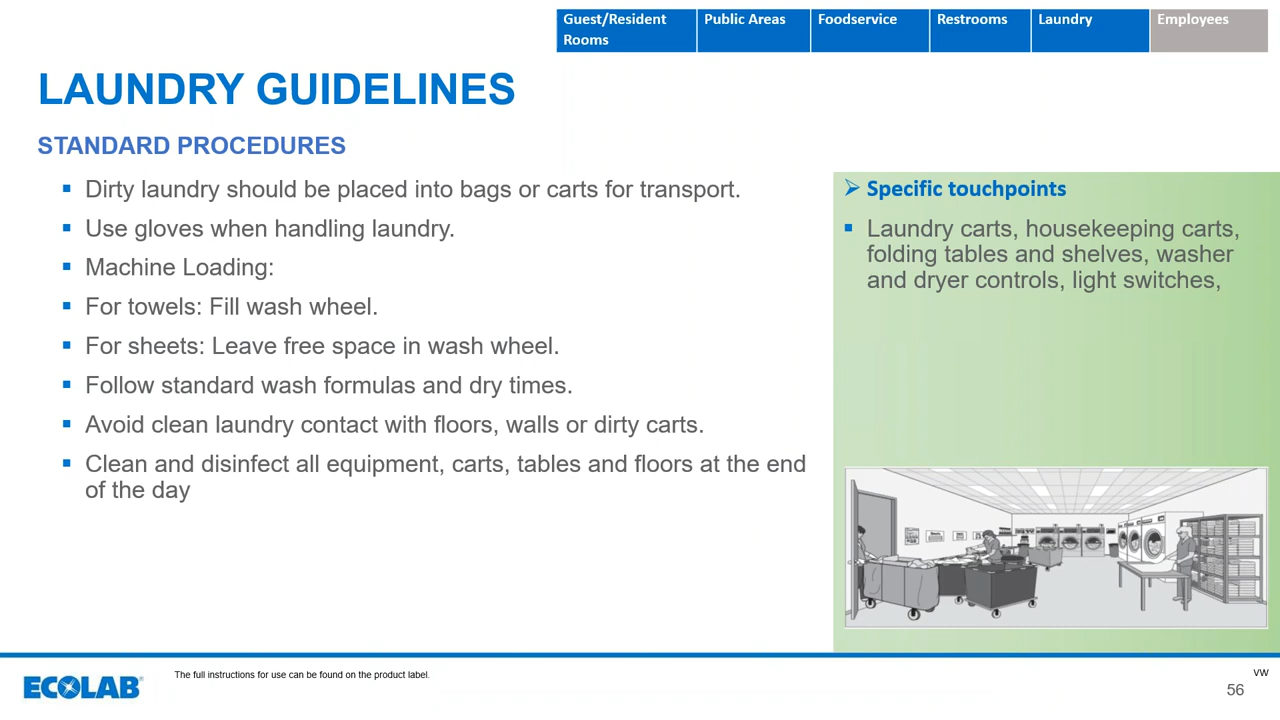 Guest/Resident
Rooms
Public Areas
Foodservice
Restrooms
Laundry
Employees
LAUNDRY GUIDELINES
STANDARD PROCEDURES
▪ Dirty laundry should be placed into bags or carts for transport.
▪ Use gloves when handling laundry.
▪ Machine Loading:
▪ For towels: Fill wash wheel.
▪ For sheets: Leave free space in wash wheel.
▪ Follow standard wash formulas and dry times.
▪ Avoid clean laundry contact with floors, walls or dirty carts.
▪ Clean and disinfect all equipment, carts, tables and floors at the end
of the day
➢ Specific touchpoints
▪ Laundry carts, housekeeping carts,
folding tables and shelves, washer
and dryer controls, light switches,
ECOLAB®
The full instructions for use can be found on the product label.
VW
56